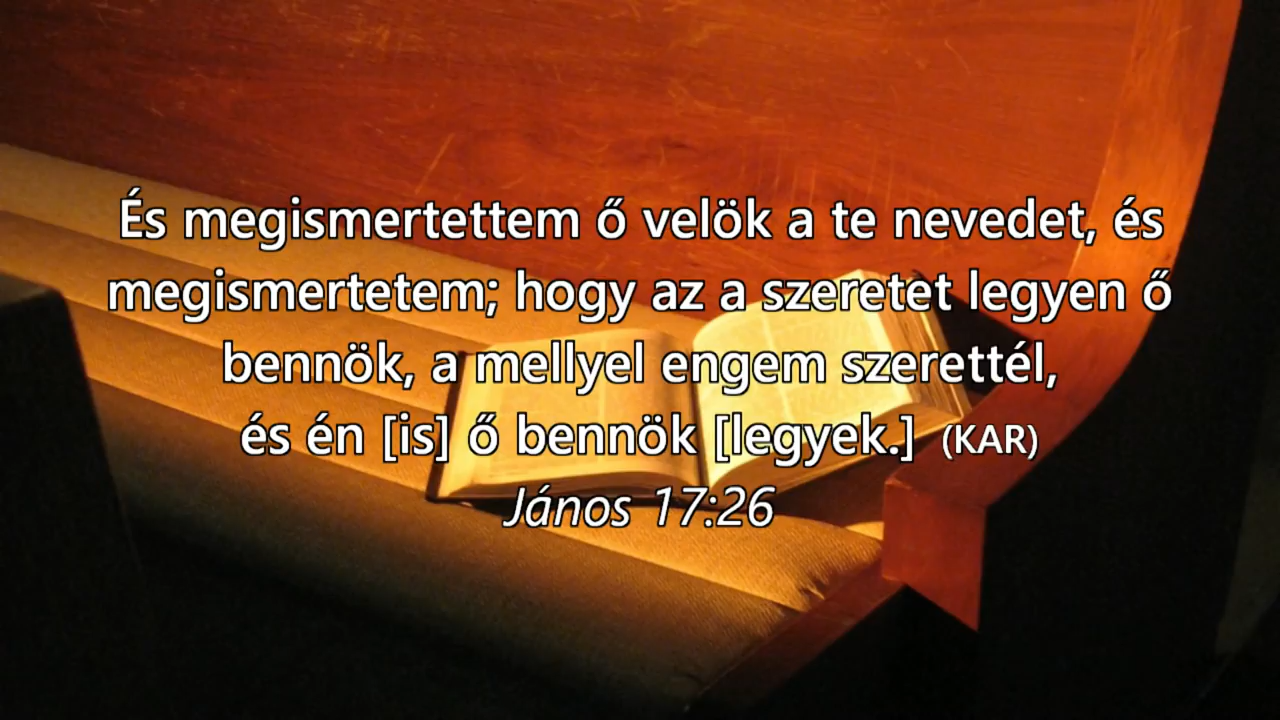 És megismertettem ő velök a te nevedet, és
megismertetem; hogy az a szeretet legyen ő
bennök, a mellyel engem szerettél,
és én [is] ő bennök [legyek.] (KAR)
János 17:26